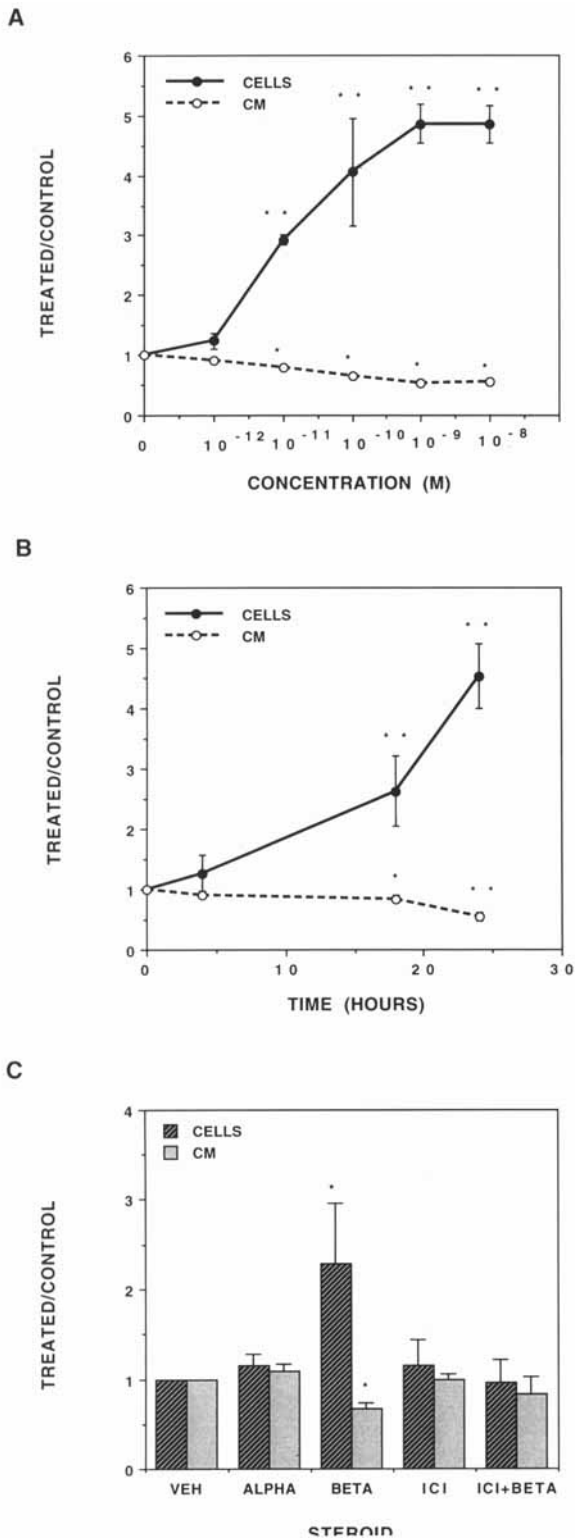 A
TREATED/CONTROL
6
5
4
3
2
1
0
CELLS
CM
0 10⁻¹² 10⁻¹¹ 10⁻¹⁰ 10⁻⁹ 10⁻⁸
CONCENTRATION (M)
B
TREATED/CONTROL
6
5
4
3
2
1
0
CELLS
CM
0 10 20 30
TIME (HOURS)
C
TREATED/CONTROL
4
3
2
1
0
CELLS
CM
VEH ALPHA BETA ICI ICI+BETA
STEROID